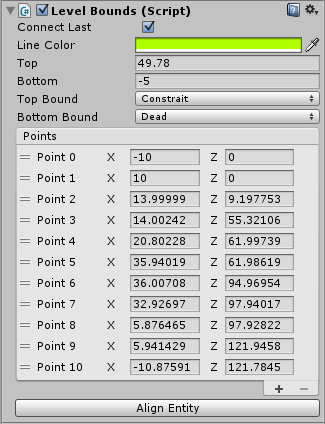 Level Bounds (Script)
Connect Last
Line Color
Top 49.78
Bottom -5
Top Bound Constrait
Bottom Bound Dead
Points
Point 0 X -10 Z 0
Point 1 X 10 Z 0
Point 2 X 13.99999 Z 9.197753
Point 3 X 14.00242 Z 55.32106
Point 4 X 20.80228 Z 61.99739
Point 5 X 35.94019 Z 61.98619
Point 6 X 36.00708 Z 94.96954
Point 7 X 32.92697 Z 97.94017
Point 8 X 5.876465 Z 97.92822
Point 9 X 5.941429 Z 121.9458
Point 10 X -10.87591 Z 121.7845
+ -
Align Entity